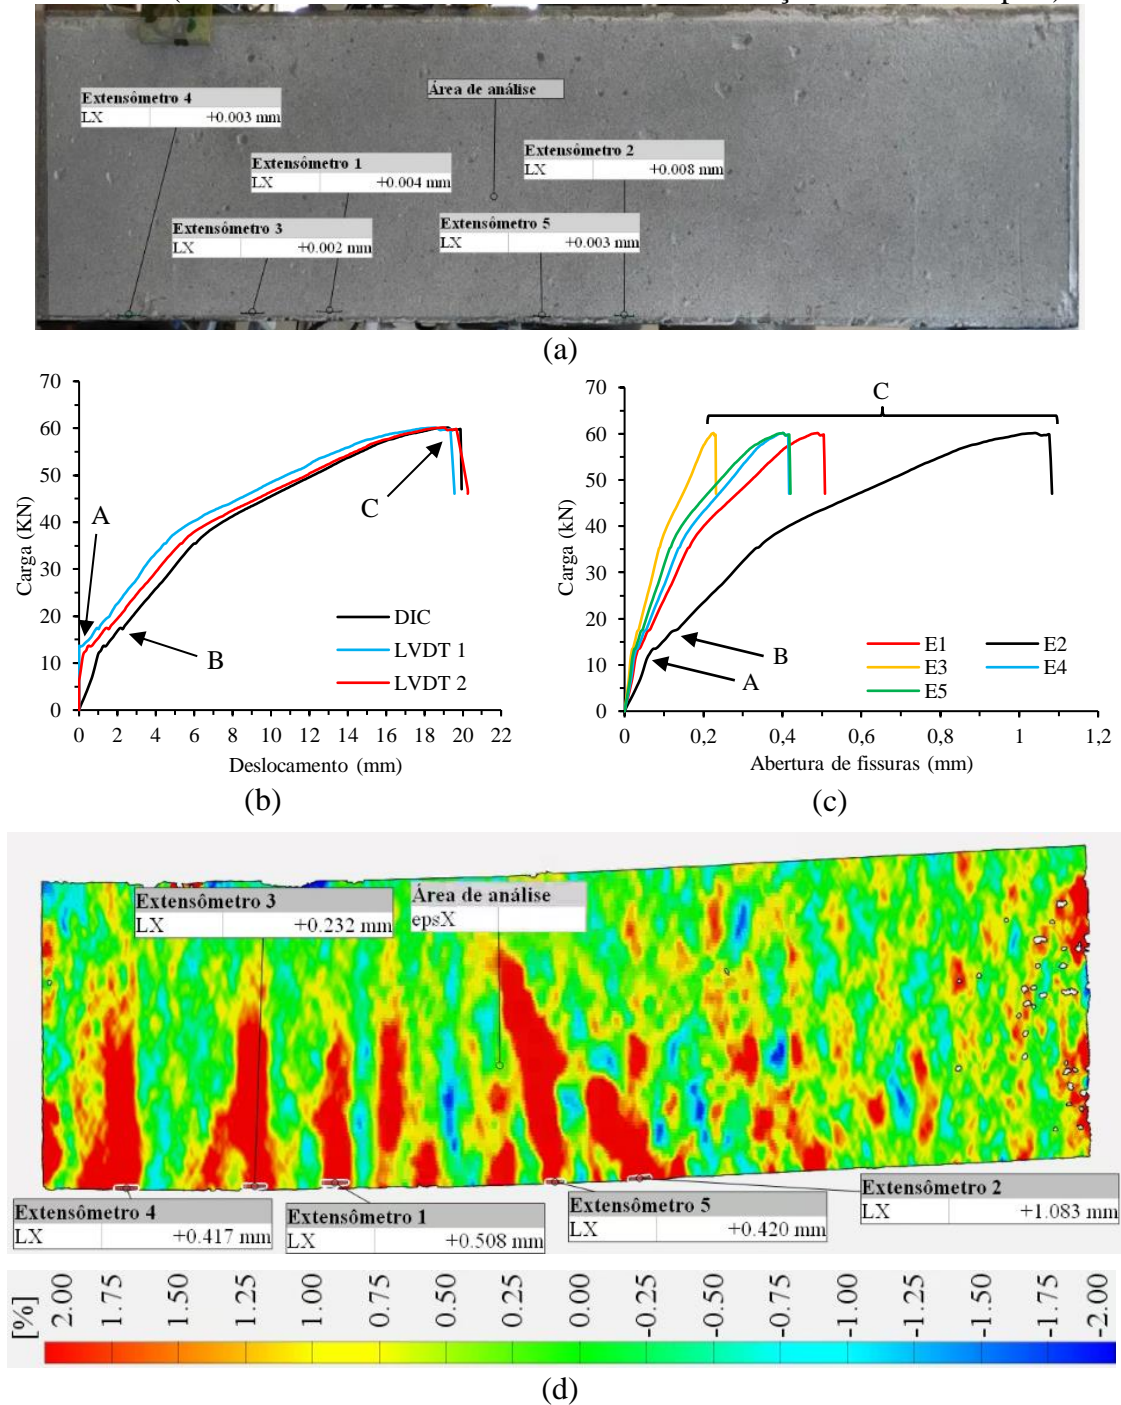 Extensômetro 4
LX +0.003 mm
Área de análise
Extensômetro 1
LX +0.004 mm
Extensômetro 2
LX +0.008 mm
Extensômetro 3
LX +0.002 mm
Extensômetro 5
LX +0.003 mm
(a)
Carga (KN)
70
60
50
40
30
20
10
0
A
B
C
DIC
LVDT 1
LVDT 2
0 2 4 6 8 10 12 14 16 18 20 22
Deslocamento (mm)
(b)
Carga (kN)
70
60
50
40
30
20
10
0
C
B
A
E1 E2
E3 E4
E5
0 0,2 0,4 0,6 0,8 1 1,2
Abertura de fissuras (mm)
(c)
Extensômetro 3
LX +0.232 mm
Área de análise
epsX
Extensômetro 4
LX +0.417 mm
Extensômetro 1
LX +0.508 mm
Extensômetro 5
LX +0.420 mm
Extensômetro 2
LX +1.083 mm
[%] 2.00 1.75 1.50 1.25 1.00 0.75 0.50 0.25 0.00 -0.25 -0.50 -0.75 -1.00 -1.25 -1.50 -1.75 -2.00
(d)